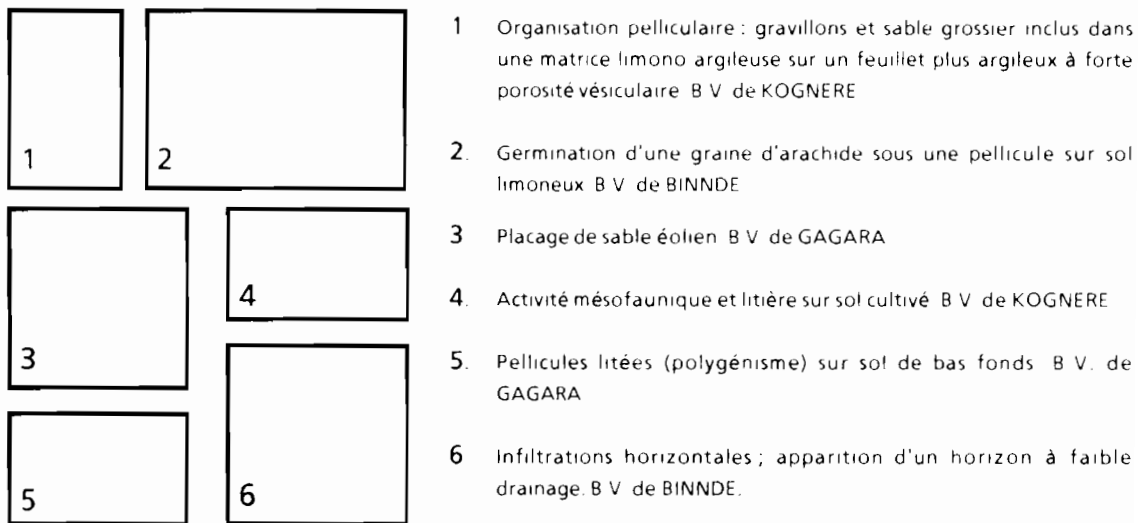 1
2
3
4
5
6
1 Organisation pelliculaire : gravillons et sable grossier inclus dans
une matrice limono argileuse sur un feuillet plus argileux à forte
porosité vésiculaire B V de KOGNERE
2. Germination d'une graine d'arachide sous une pellicule sur sol
limoneux B V de BINNDE
3 Placage de sable éolien B V de GAGARA
4. Activité mésofaunique et litière sur sol cultivé B V de KOGNERE
5. Pellicules litées (polygénisme) sur sol de bas fonds B V. de
GAGARA
6 Infiltrations horizontales ; apparition d'un horizon à faible
drainage. B V de BINNDE.